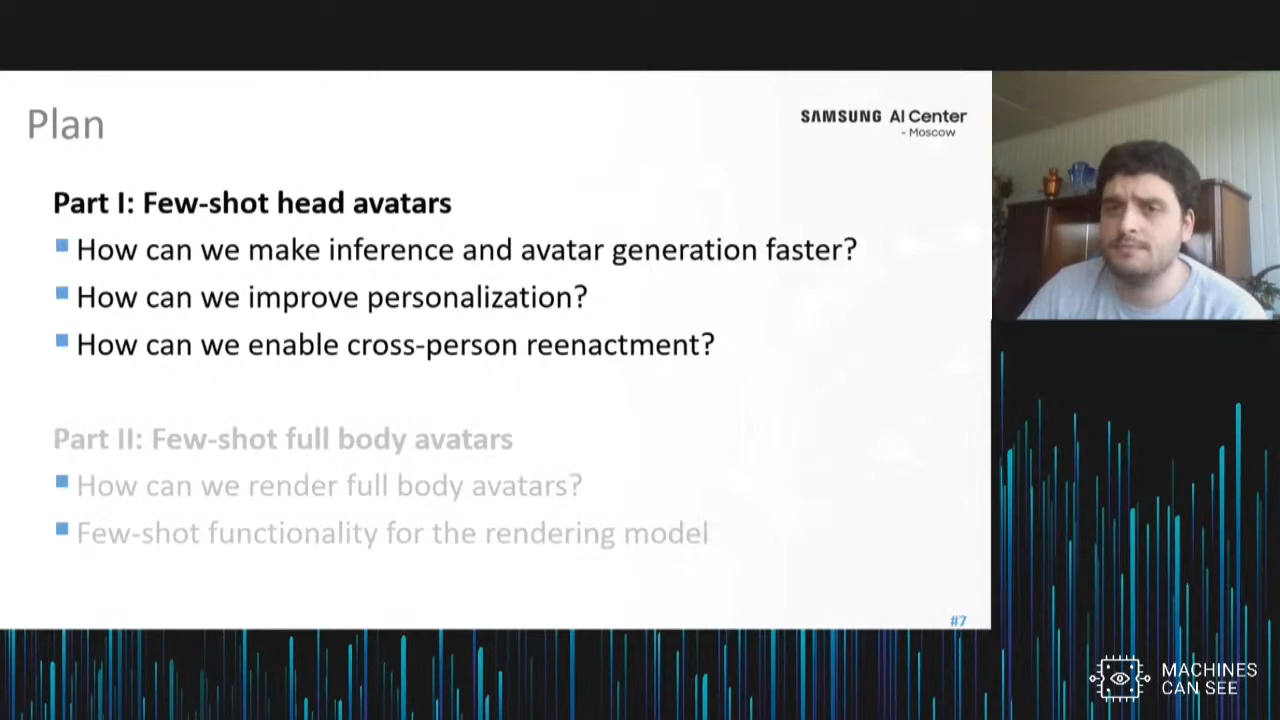 Plan
SAMSUNG AI Center
- Moscow
Part I: Few-shot head avatars
How can we make inference and avatar generation faster?
How can we improve personalization?
How can we enable cross-person reenactment?
Part II: Few-shot full body avatars
How can we render full body avatars?
Few-shot functionality for the rendering model
#7
MACHINES
CAN SEE